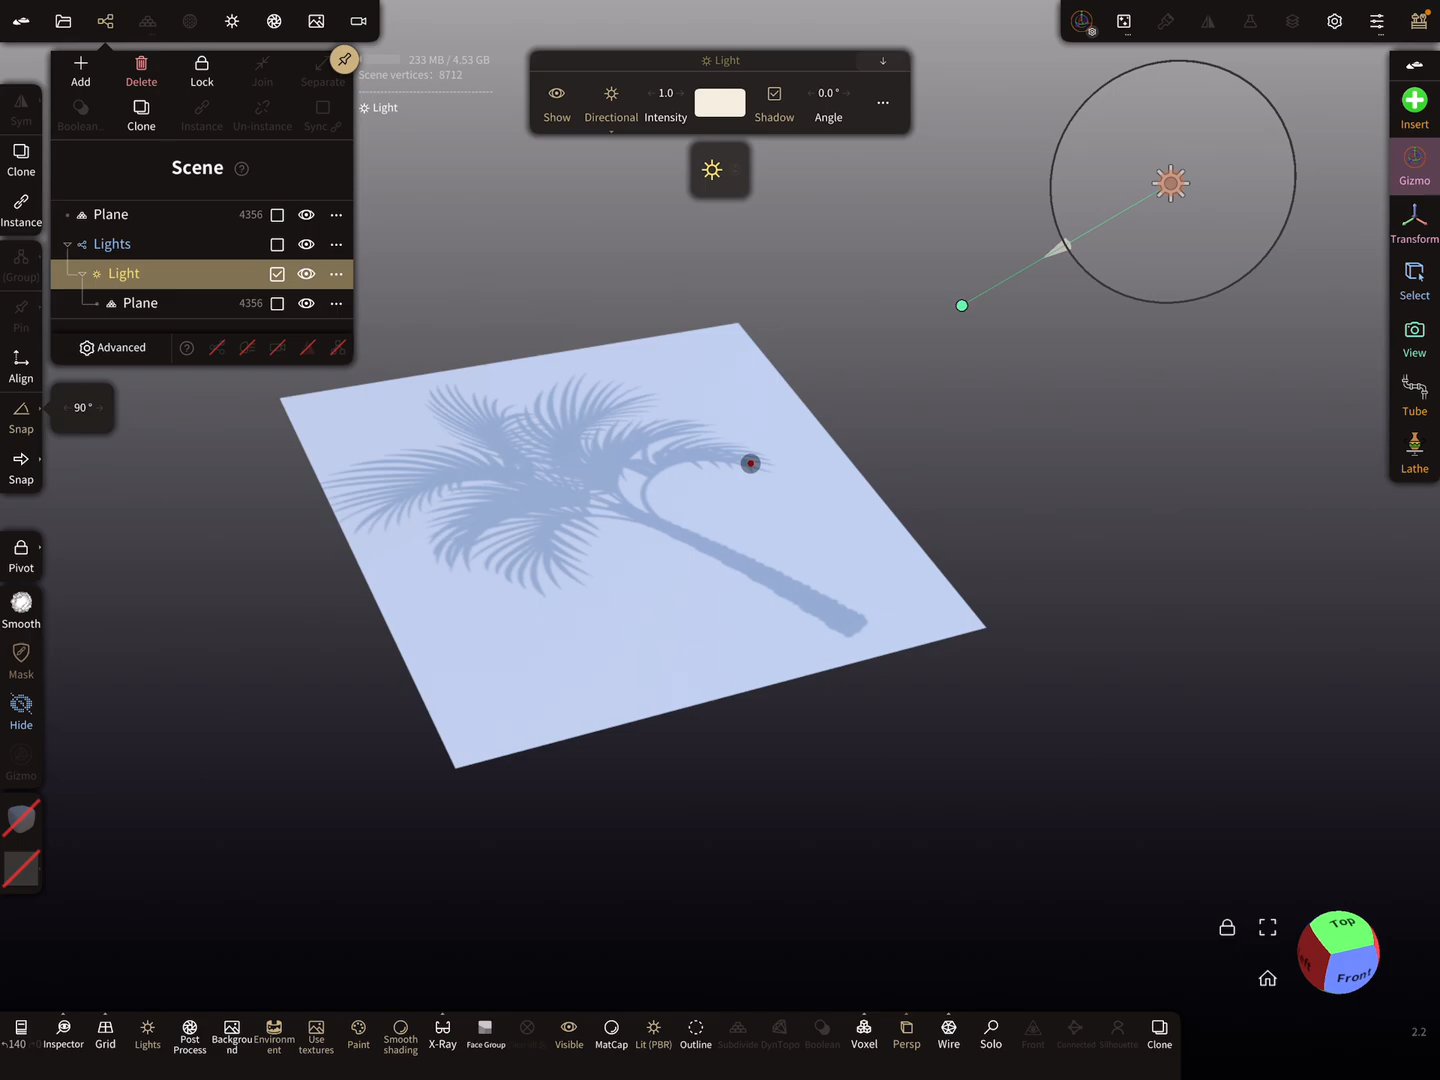 Add
Delete
Lock
Join
Separate
Boolean...
Clone
Instance
Un-instance
Sync
Scene
Plane 4356
Lights
Light
Plane 4356
Advanced
233 MB / 4.53 GB
Scene vertices: 8712
Light
Light
Show
Directional
1.0
Intensity
Shadow
0.0 °
Angle
Sym
Clone
Instance
(Group)
Pin
Align
Snap
90 °
Snap
Pivot
Smooth
Mask
Hide
Gizmo
Insert
Gizmo
Transform
Select
View
Tube
Lathe
Top
Front
2.2
140
Inspector
Grid
Lights
Post Process
Backgrou
nd
Environm
ent
Use textures
Paint
Smooth shading
X-Ray
Face Group
Visible
MatCap
Lit (PBR)
Outline
Subdivide
DynTopo
Boolean
Voxel
Persp
Wire
Solo
Front
Connected
Silhouette
Clone